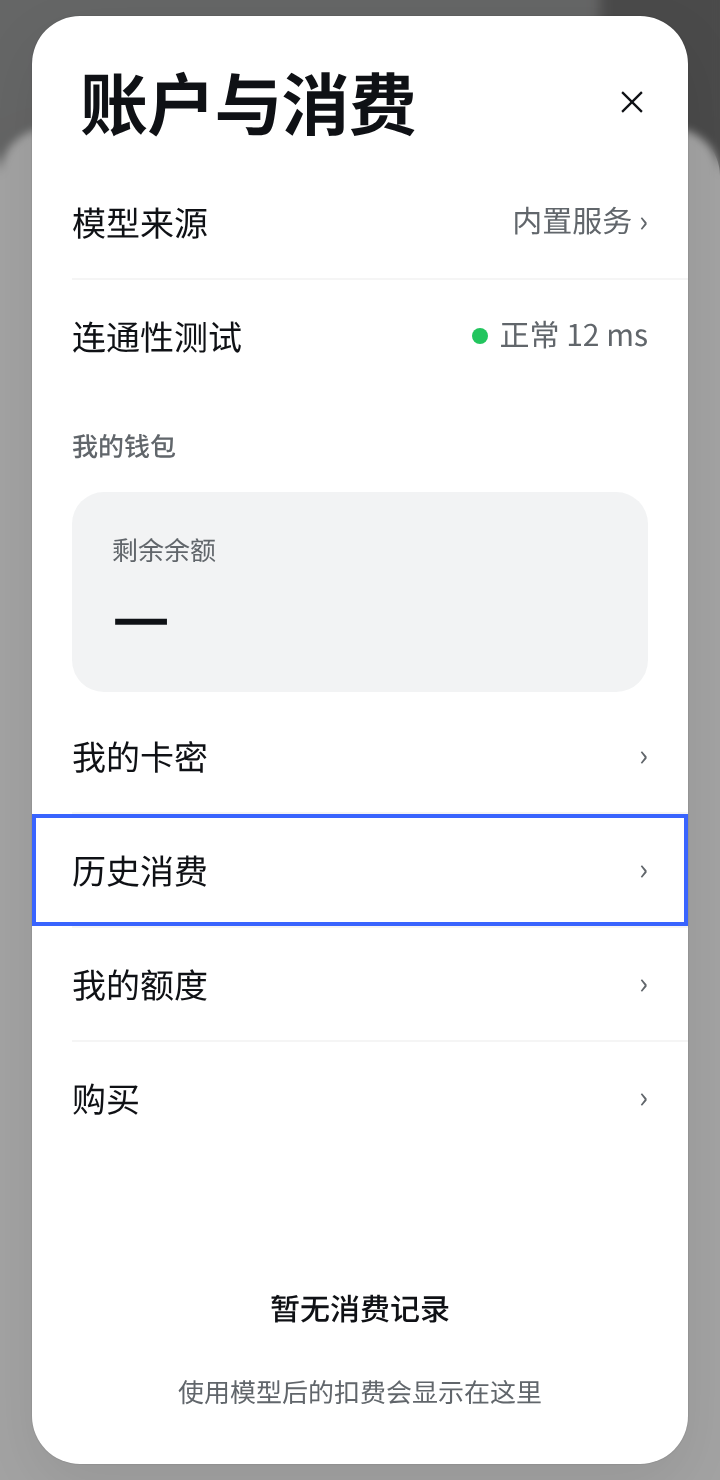 账户与消费
模型来源 内置服务 ›
连通性测试 正常 12 ms
我的钱包
剩余余额
—
我的卡密 ›
历史消费 ›
我的额度 ›
购买 ›
暂无消费记录
使用模型后的扣费会显示在这里